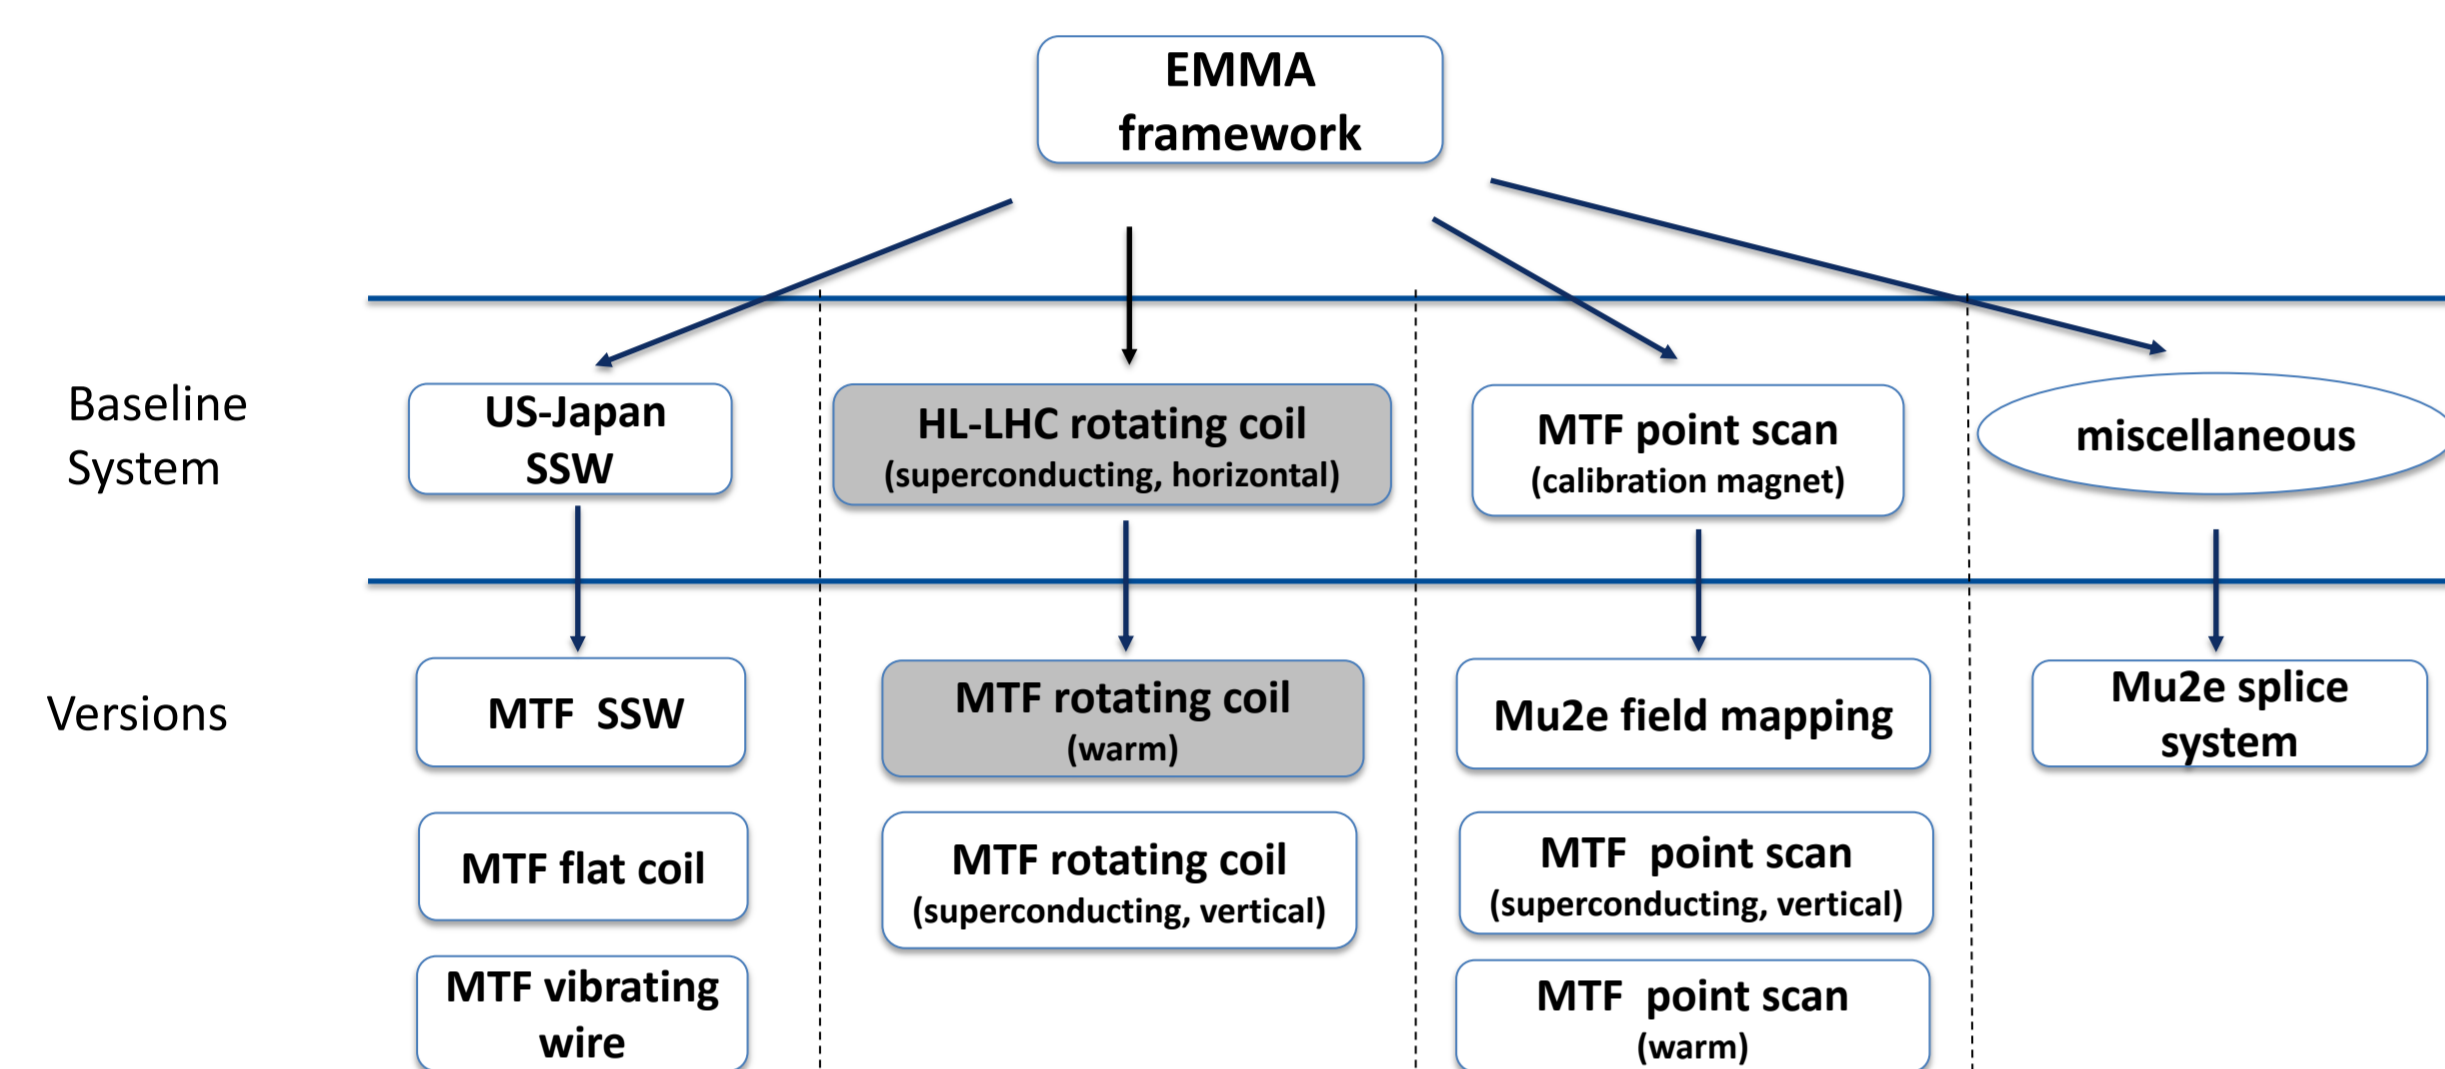 EMMA
framework
Baseline
System
US-Japan
SSW
HL-LHC rotating coil
(superconducting, horizontal)
MTF point scan
(calibration magnet)
miscellaneous
Versions
MTF SSW
MTF rotating coil
(warm)
Mu2e field mapping
Mu2e splice
system
MTF flat coil
MTF rotating coil
(superconducting, vertical)
MTF point scan
(superconducting, vertical)
MTF vibrating
wire
MTF point scan
(warm)